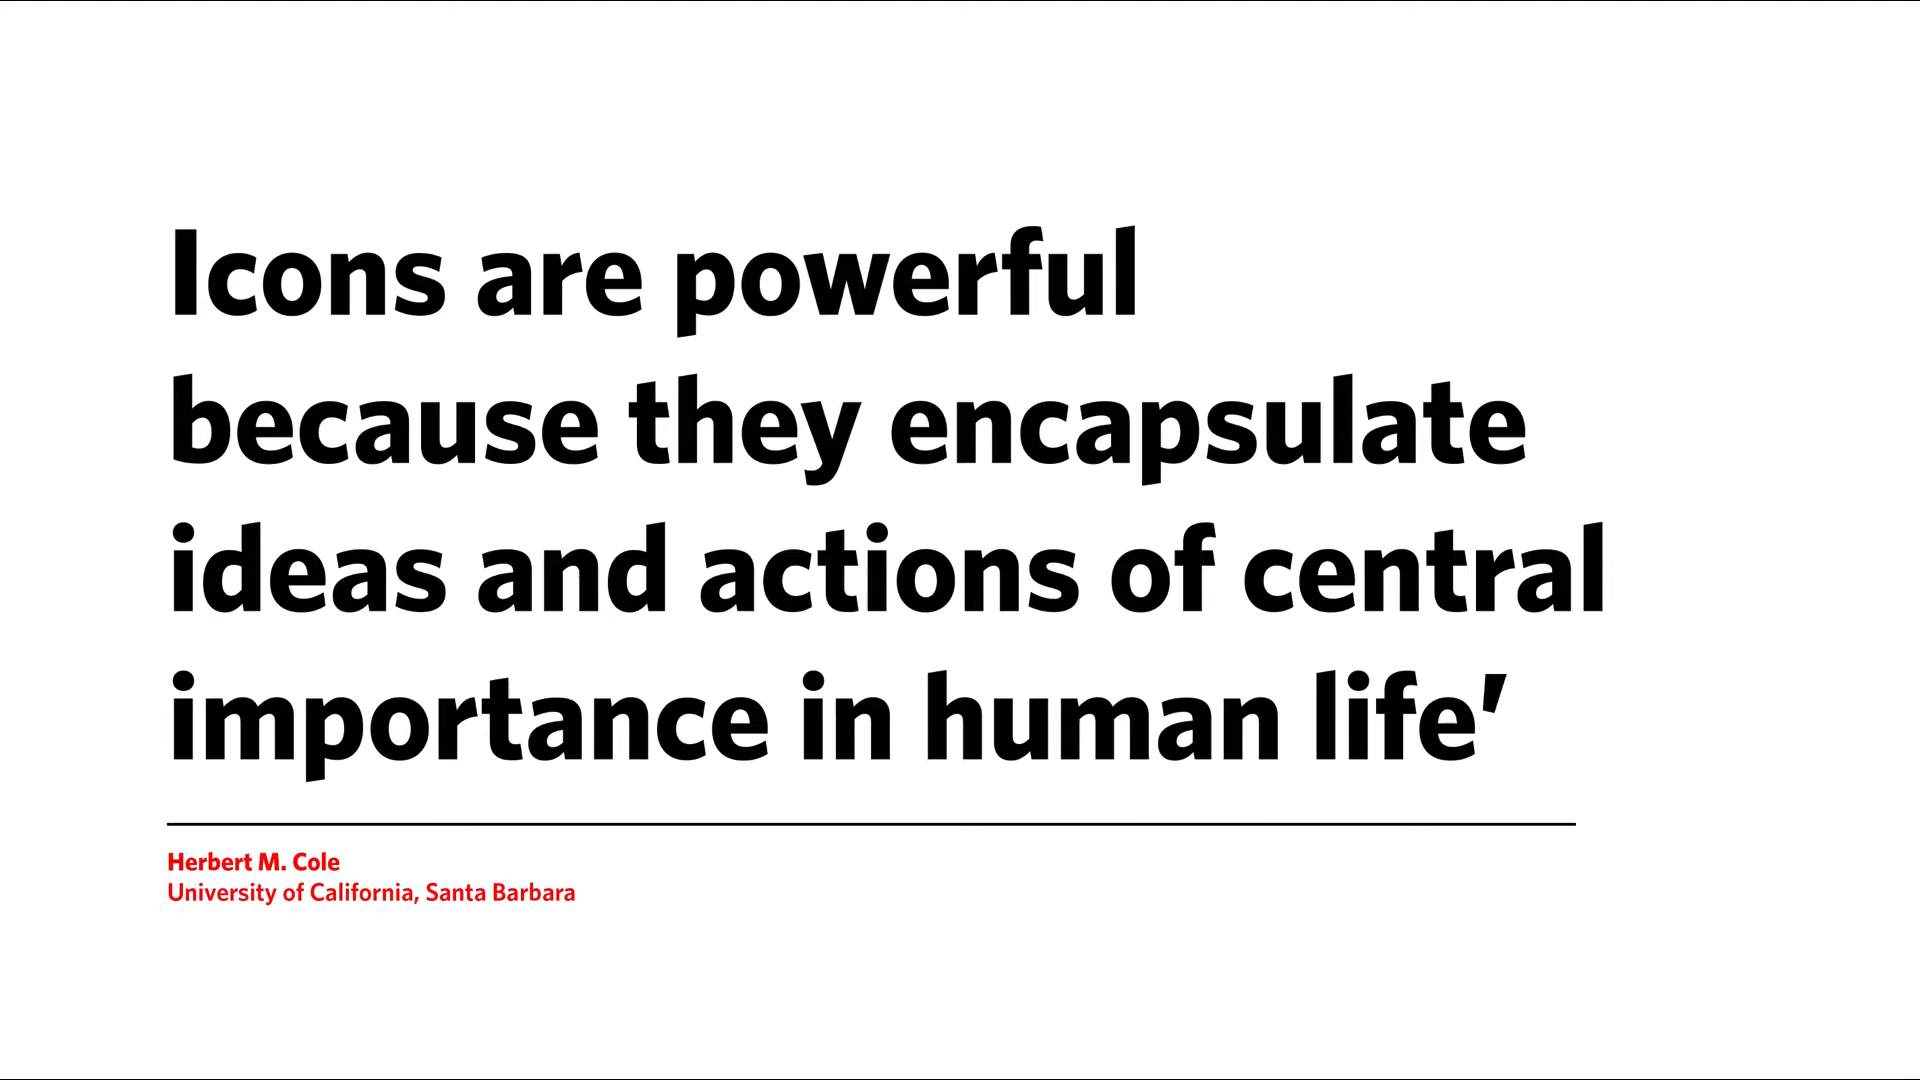 Icons are powerful
because they encapsulate
ideas and actions of central
importance in human life’
Herbert M. Cole
University of California, Santa Barbara